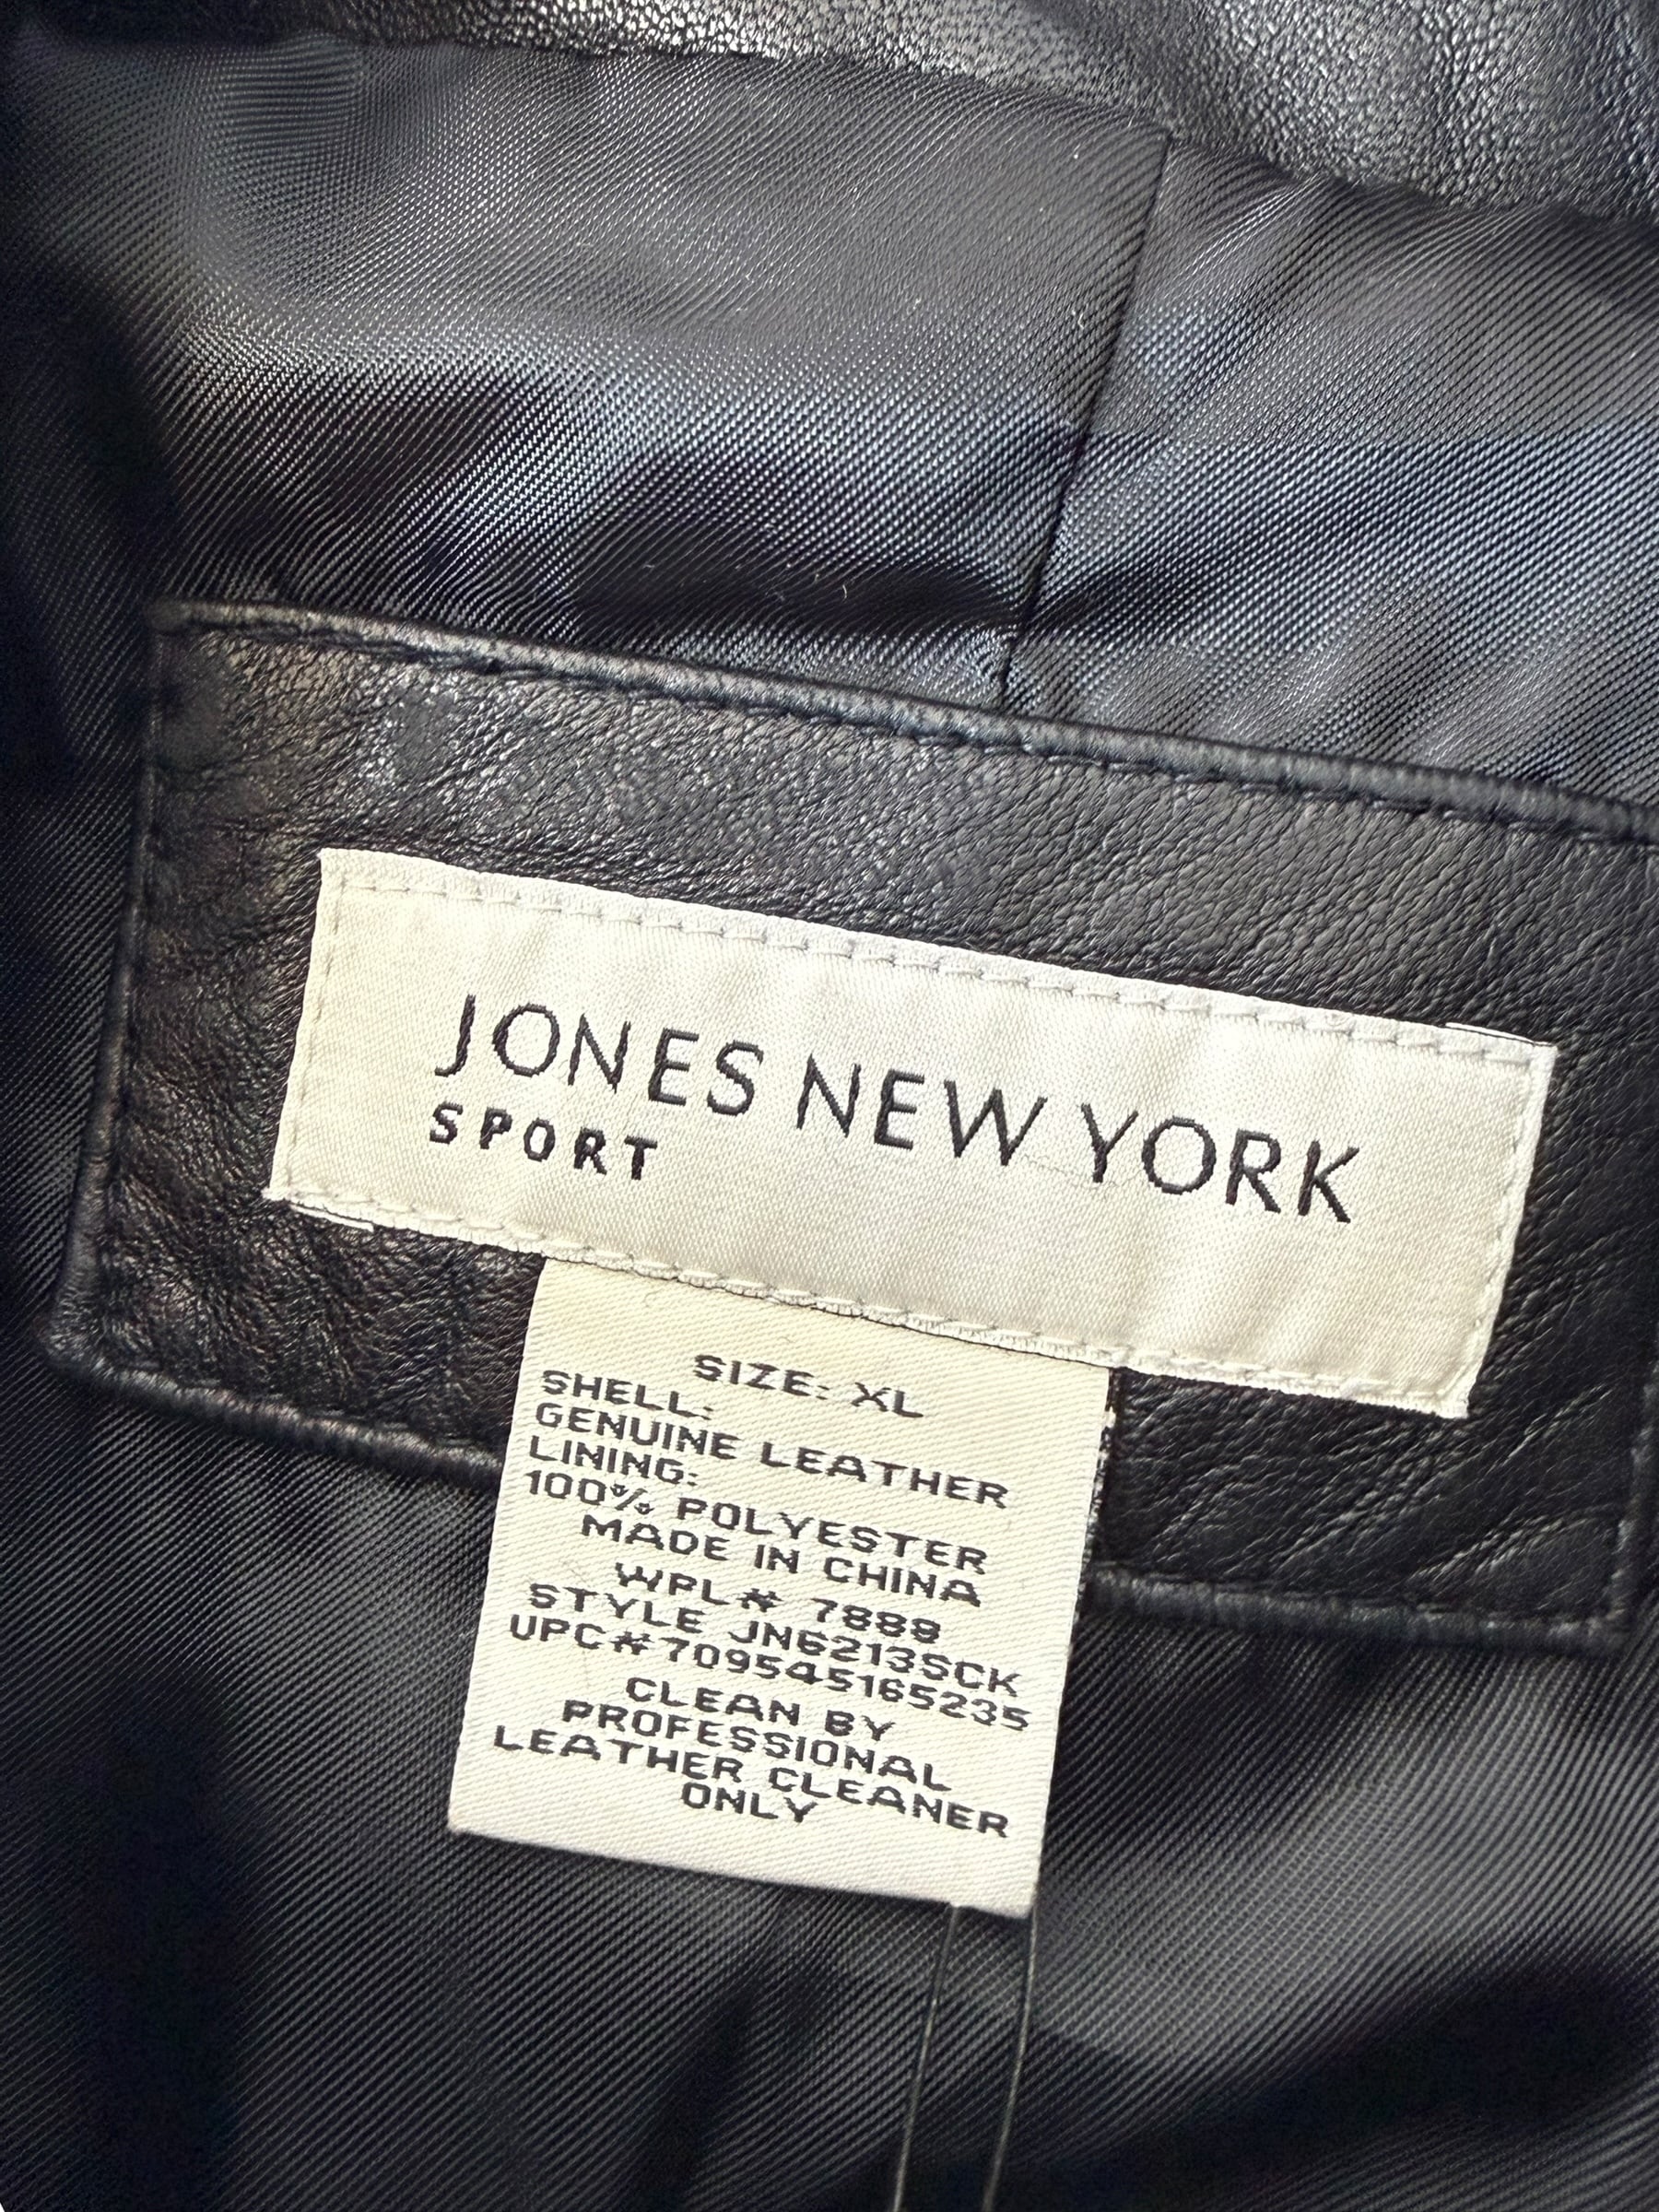 JONES NEW YORK
SPORT
SIZE: XL
SHELL:
GENUINE LEATHER
LINING:
100% POLYESTER
MADE IN CHINA
WPL# 7889
STYLE JN6213SCK
UPC#709545165235
CLEAN BY
PROFESSIONAL
LEATHER CLEANER
ONLY